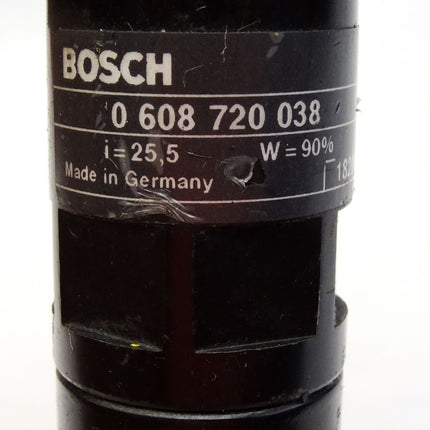 BOSCH
0 608 720 038
i = 25,5 W = 90%
Made in Germany